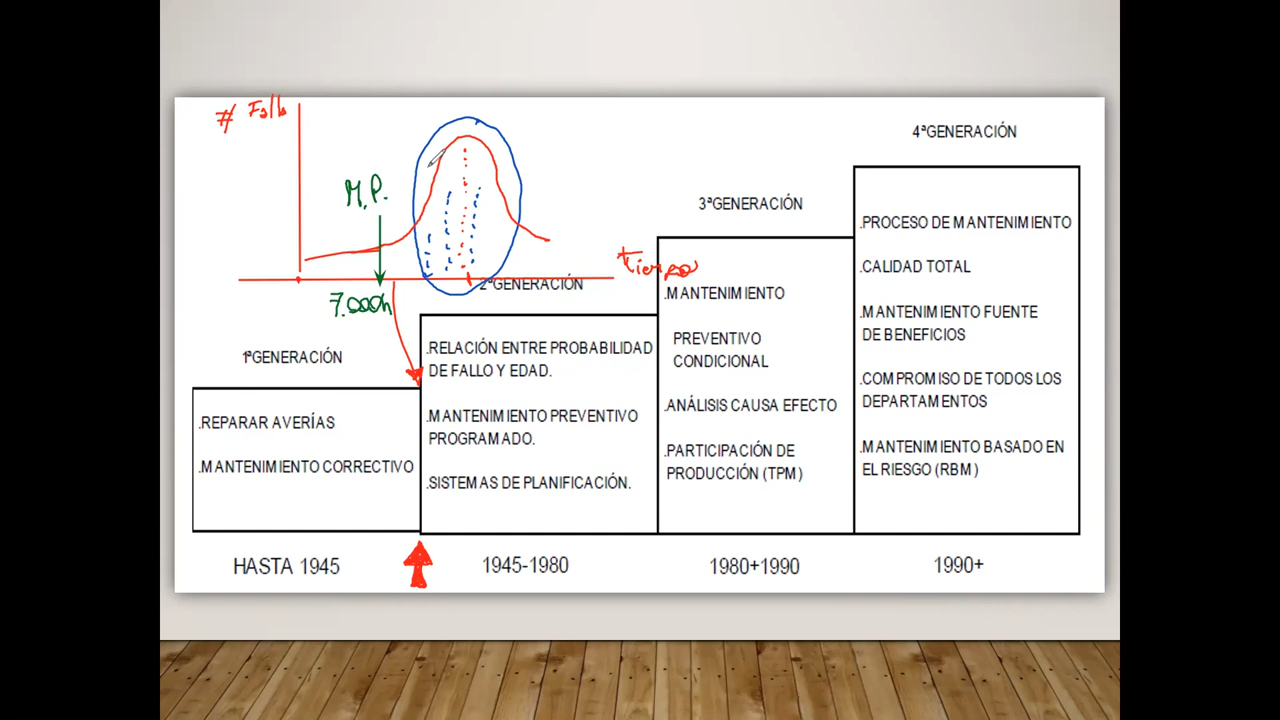 # Falla
M.P.
7.000h
Tiempo
1ªGENERACIÓN
.REPARAR AVERÍAS
.MANTENIMIENTO CORRECTIVO
HASTA 1945
2ªGENERACIÓN
.RELACIÓN ENTRE PROBABILIDAD
DE FALLO Y EDAD.
.MANTENIMIENTO PREVENTIVO
PROGRAMADO.
.SISTEMAS DE PLANIFICACIÓN.
1945-1980
3ªGENERACIÓN
.MANTENIMIENTO
PREVENTIVO
CONDICIONAL
.ANÁLISIS CAUSA EFECTO
.PARTICIPACIÓN DE
PRODUCCIÓN (TPM)
1980+1990
4ªGENERACIÓN
.PROCESO DE MANTENIMIENTO
.CALIDAD TOTAL
.MANTENIMIENTO FUENTE
DE BENEFICIOS
.COMPROMISO DE TODOS LOS
DEPARTAMENTOS
.MANTENIMIENTO BASADO EN
EL RIESGO (RBM)
1990+